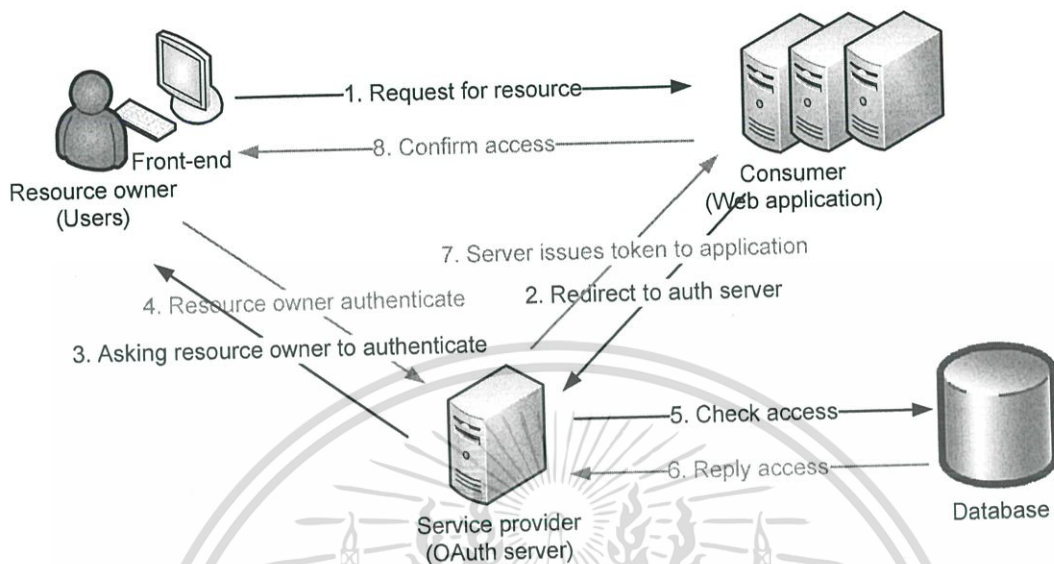 1. Request for resource
8. Confirm access
Front-end
Resource owner
(Users)
Consumer
(Web application)
7. Server issues token to application
2. Redirect to auth server
4. Resource owner authenticate
3. Asking resource owner to authenticate
5. Check access
6. Reply access
Service provider
(OAuth server)
Database